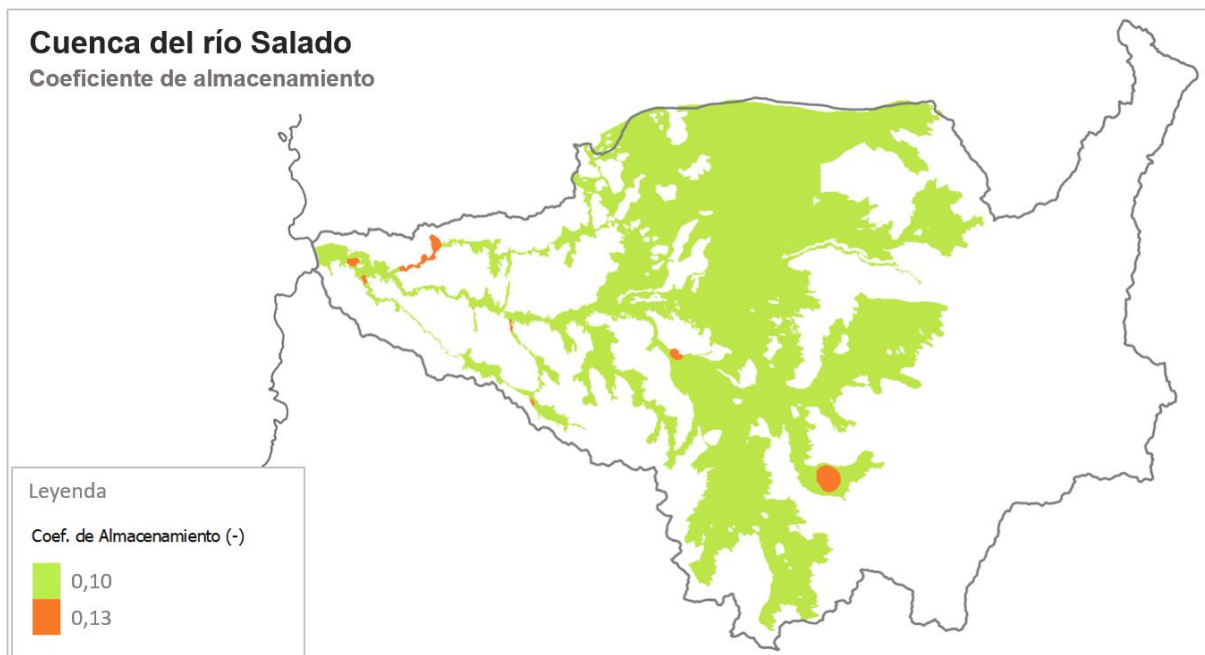 Cuenca del río Salado
Coeficiente de almacenamiento
Leyenda
Coef. de Almacenamiento (-)
0,10
0,13